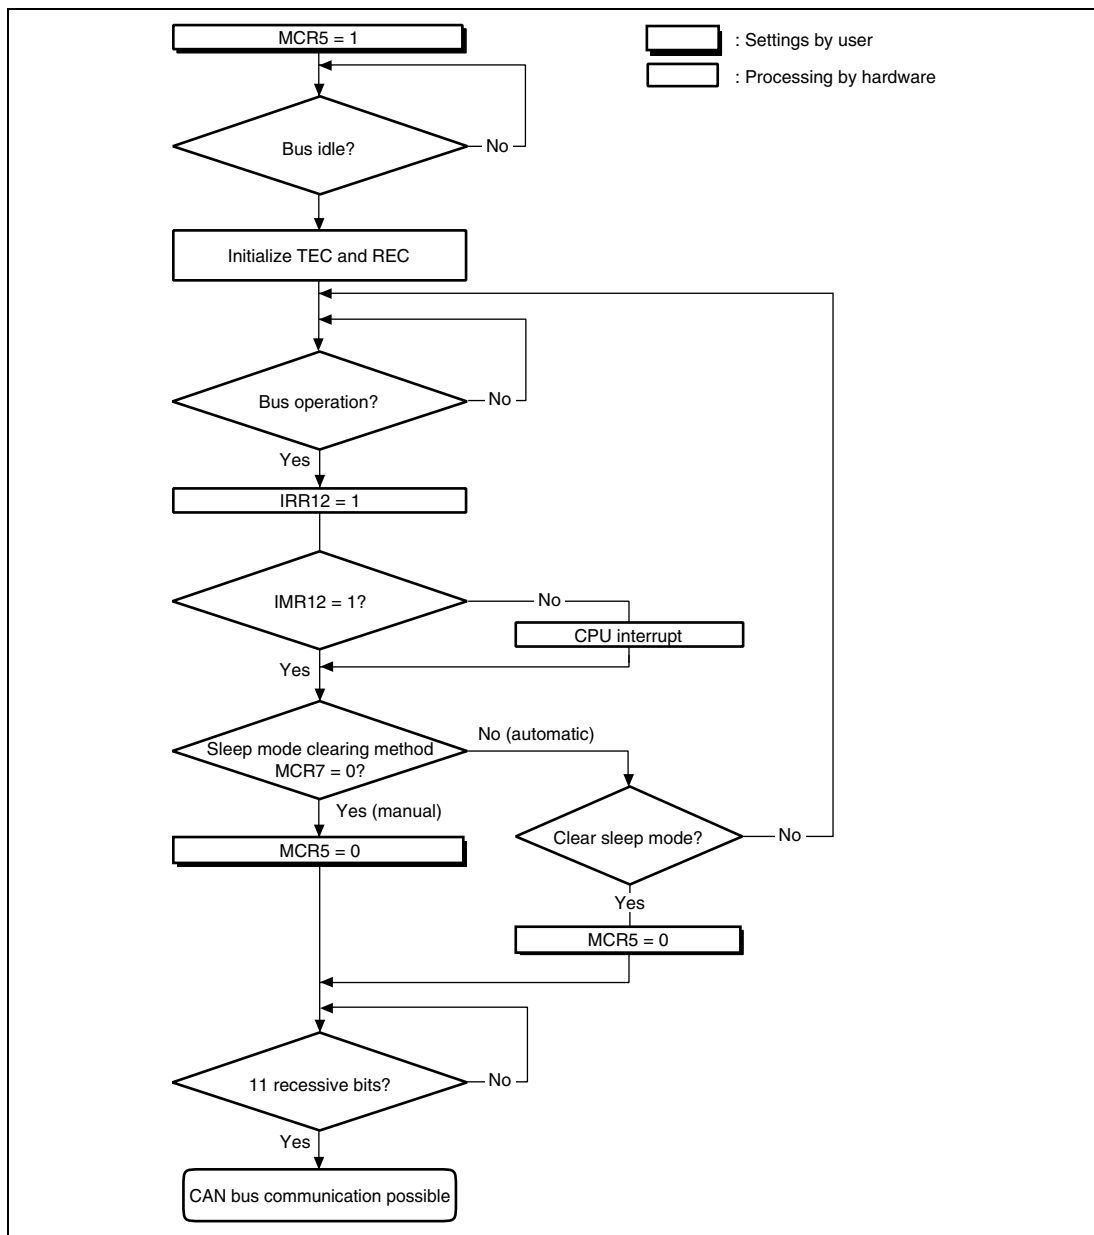 MCR5 = 1
: Settings by user
: Processing by hardware
Bus idle?
No
Initialize TEC and REC
Bus operation?
No
Yes
IRR12 = 1
IMR12 = 1?
No
CPU interrupt
Yes
Sleep mode clearing method
MCR7 = 0?
No (automatic)
Yes (manual)
Clear sleep mode?
No
MCR5 = 0
Yes
MCR5 = 0
11 recessive bits?
No
Yes
CAN bus communication possible